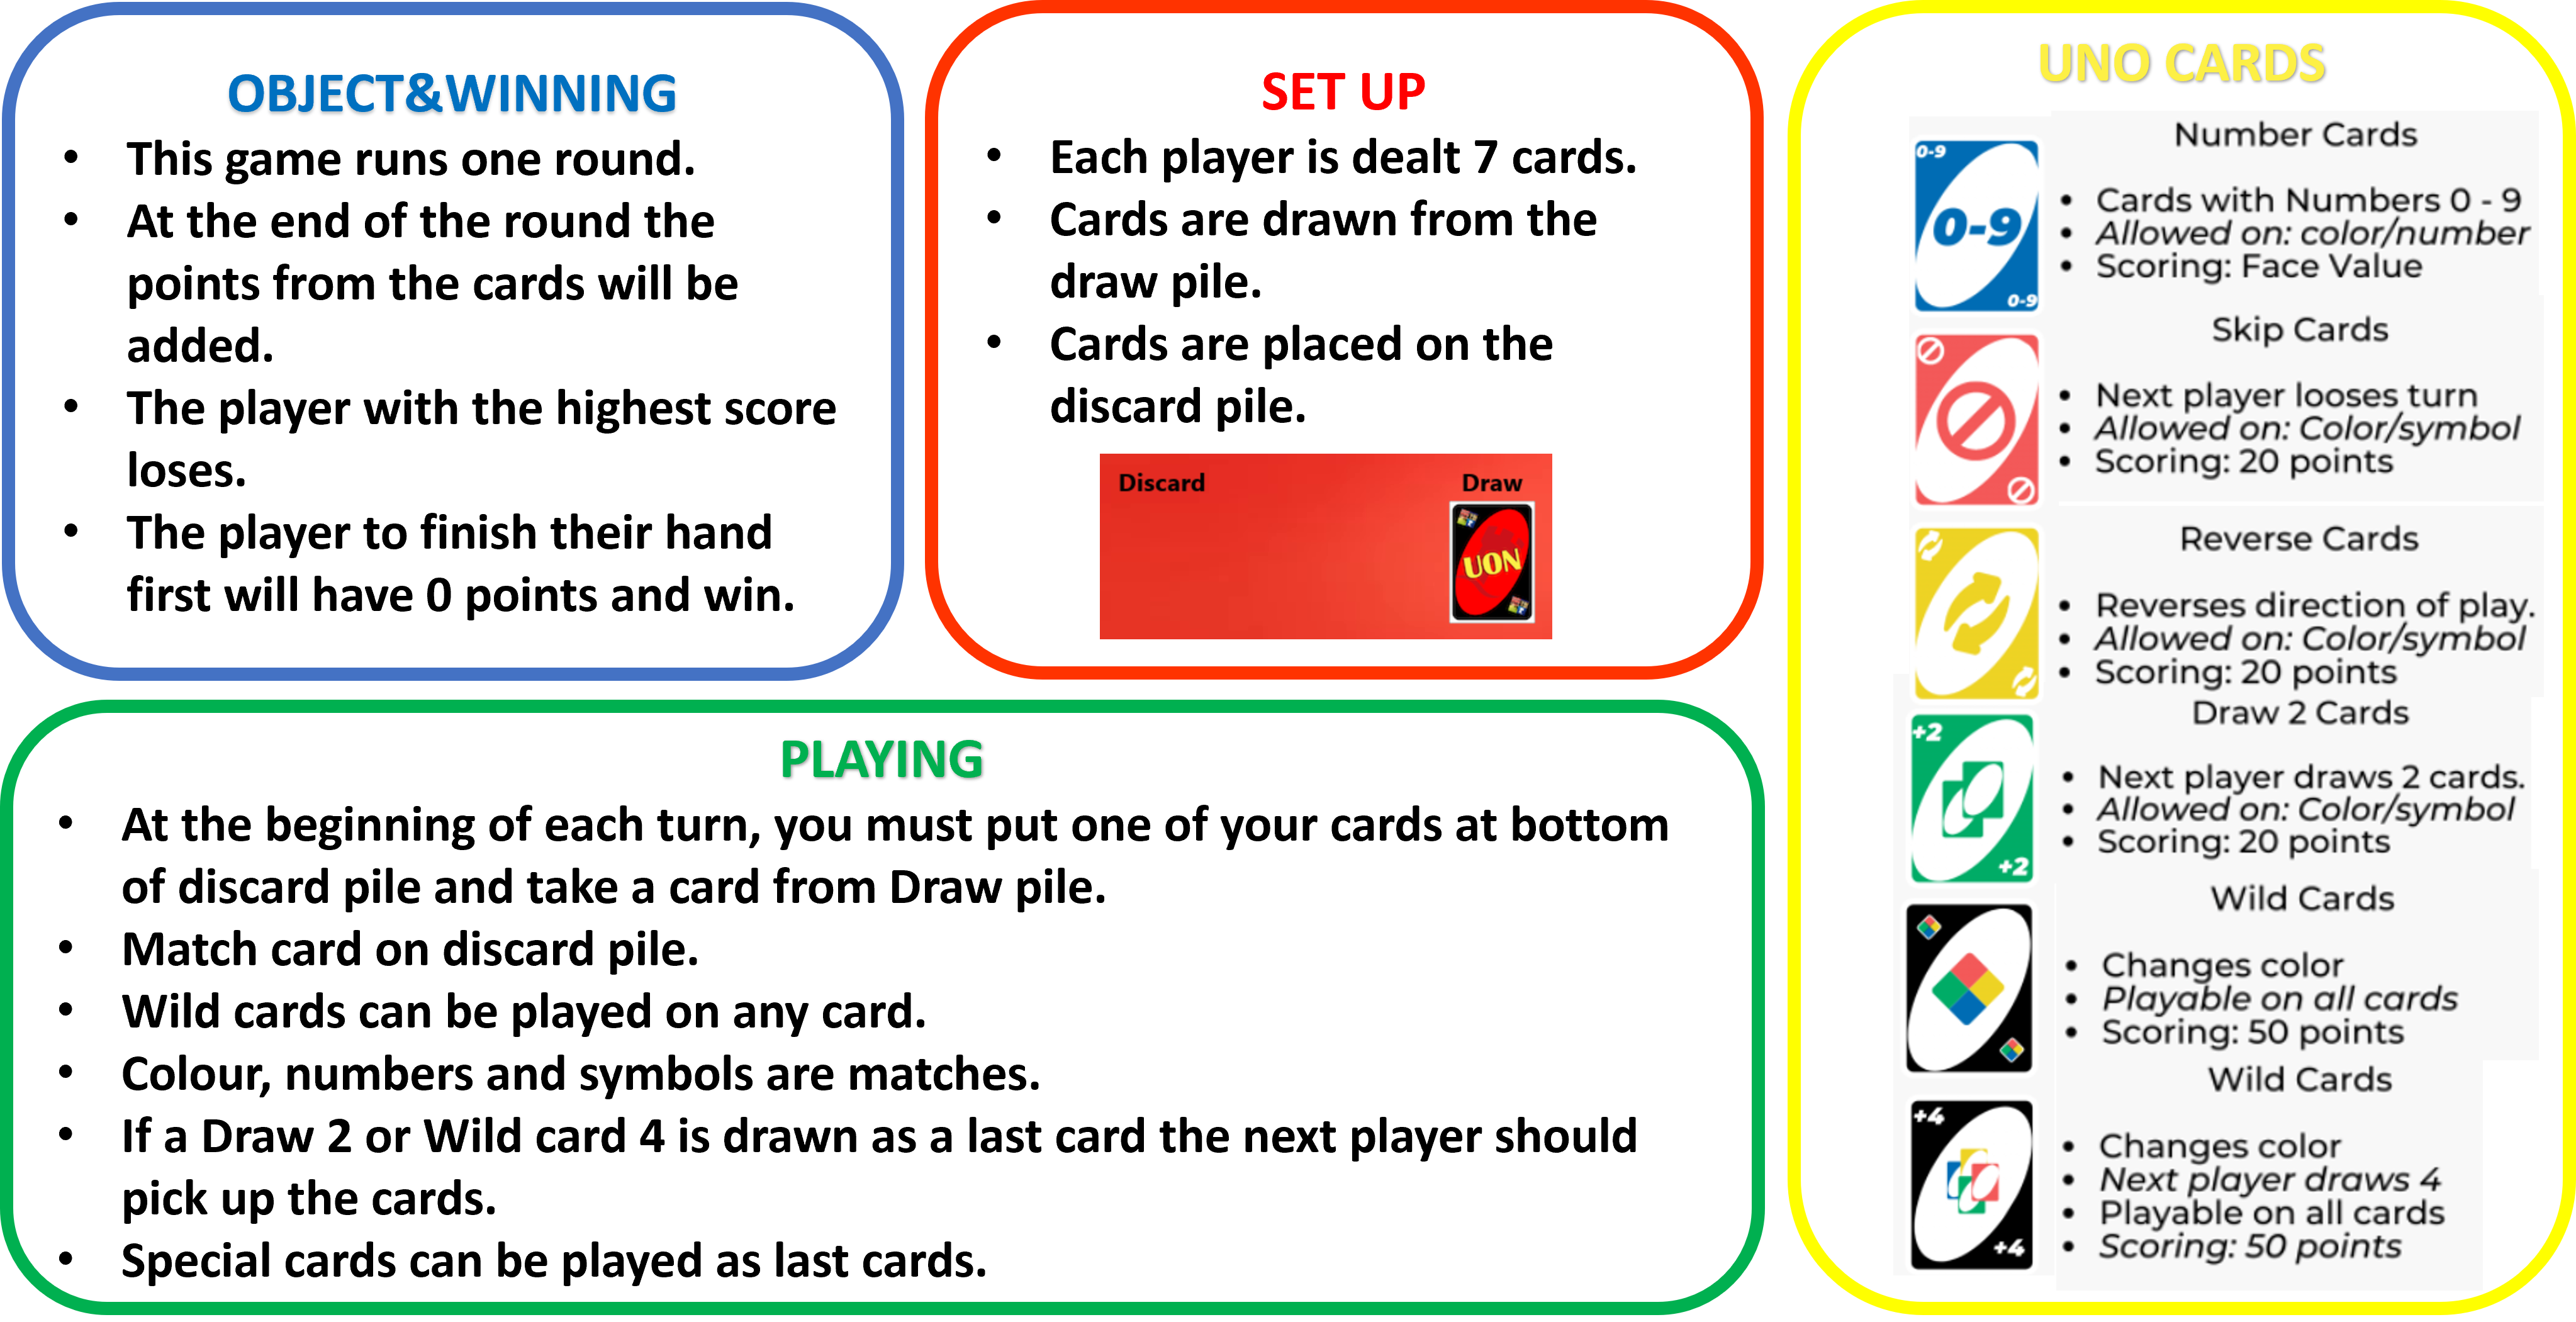 OBJECT&WINNING
• This game runs one round.
• At the end of the round the
points from the cards will be
added.
• The player with the highest score
loses.
• The player to finish their hand
first will have 0 points and win.
SET UP
• Each player is dealt 7 cards.
• Cards are drawn from the
draw pile.
• Cards are placed on the
discard pile.
Discard
Draw
UON
PLAYING
• At the beginning of each turn, you must put one of your cards at bottom
of discard pile and take a card from Draw pile.
• Match card on discard pile.
• Wild cards can be played on any card.
• Colour, numbers and symbols are matches.
• If a Draw 2 or Wild card 4 is drawn as a last card the next player should
pick up the cards.
• Special cards can be played as last cards.
UNO CARDS
0-9
0-9
0-9
Number Cards
• Cards with Numbers 0 - 9
• Allowed on: color/number
• Scoring: Face Value
Skip Cards
• Next player looses turn
• Allowed on: Color/symbol
• Scoring: 20 points
Reverse Cards
• Reverses direction of play.
• Allowed on: Color/symbol
• Scoring: 20 points
+2
+2
Draw 2 Cards
• Next player draws 2 cards.
• Allowed on: Color/symbol
• Scoring: 20 points
Wild Cards
• Changes color
• Playable on all cards
• Scoring: 50 points
+4
+4
Wild Cards
• Changes color
• Next player draws 4
• Playable on all cards
• Scoring: 50 points